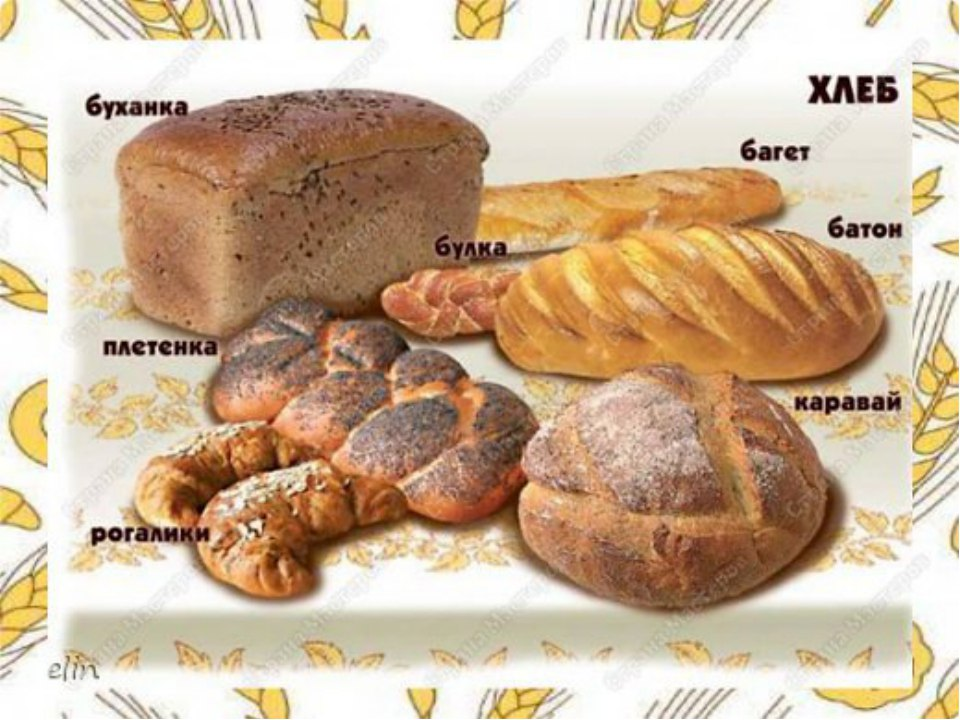 ХЛЕБ
буханка
багет
булка
батон
плетенка
каравай
рогалики
elin